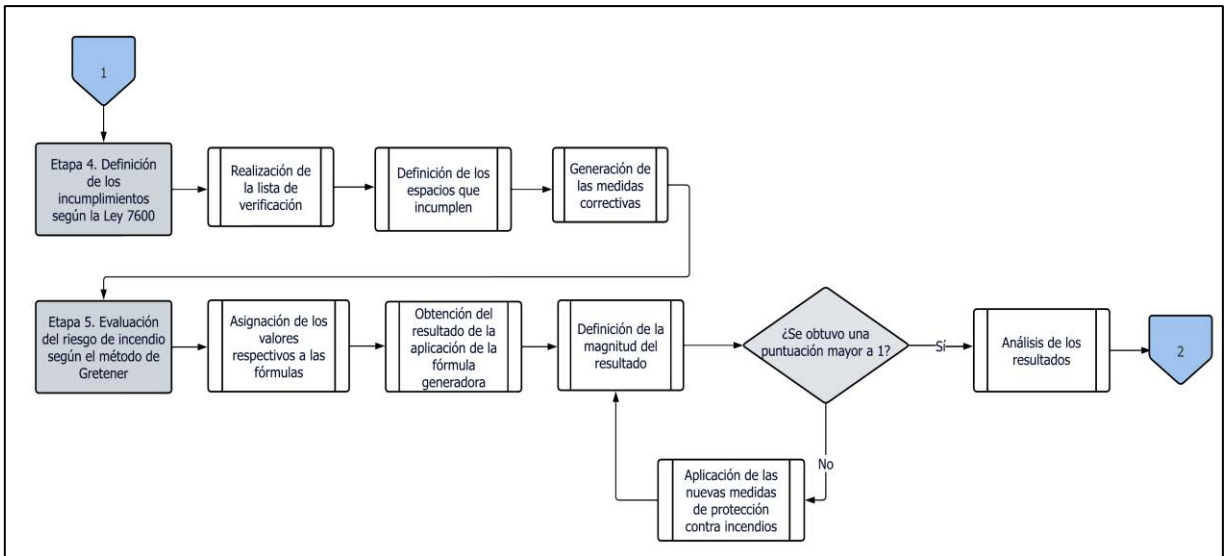 1
Etapa 4. Definición
de los
incumplimientos
según la Ley 7600
Realización de
la lista de
verificación
Definición de los
espacios que
incumplen
Generación de
las medidas
correctivas
Etapa 5. Evaluación
del riesgo de incendio
según el método de
Gretener
Asignación de los
valores
respectivos a las
fórmulas
Obtención del
resultado de la
aplicación de la
fórmula
generadora
Definición de la
magnitud del
resultado
¿Se obtuvo una
puntuación mayor a 1?
Sí
Análisis de los
resultados
2
No
Aplicación de las
nuevas medidas
de protección
contra incendios